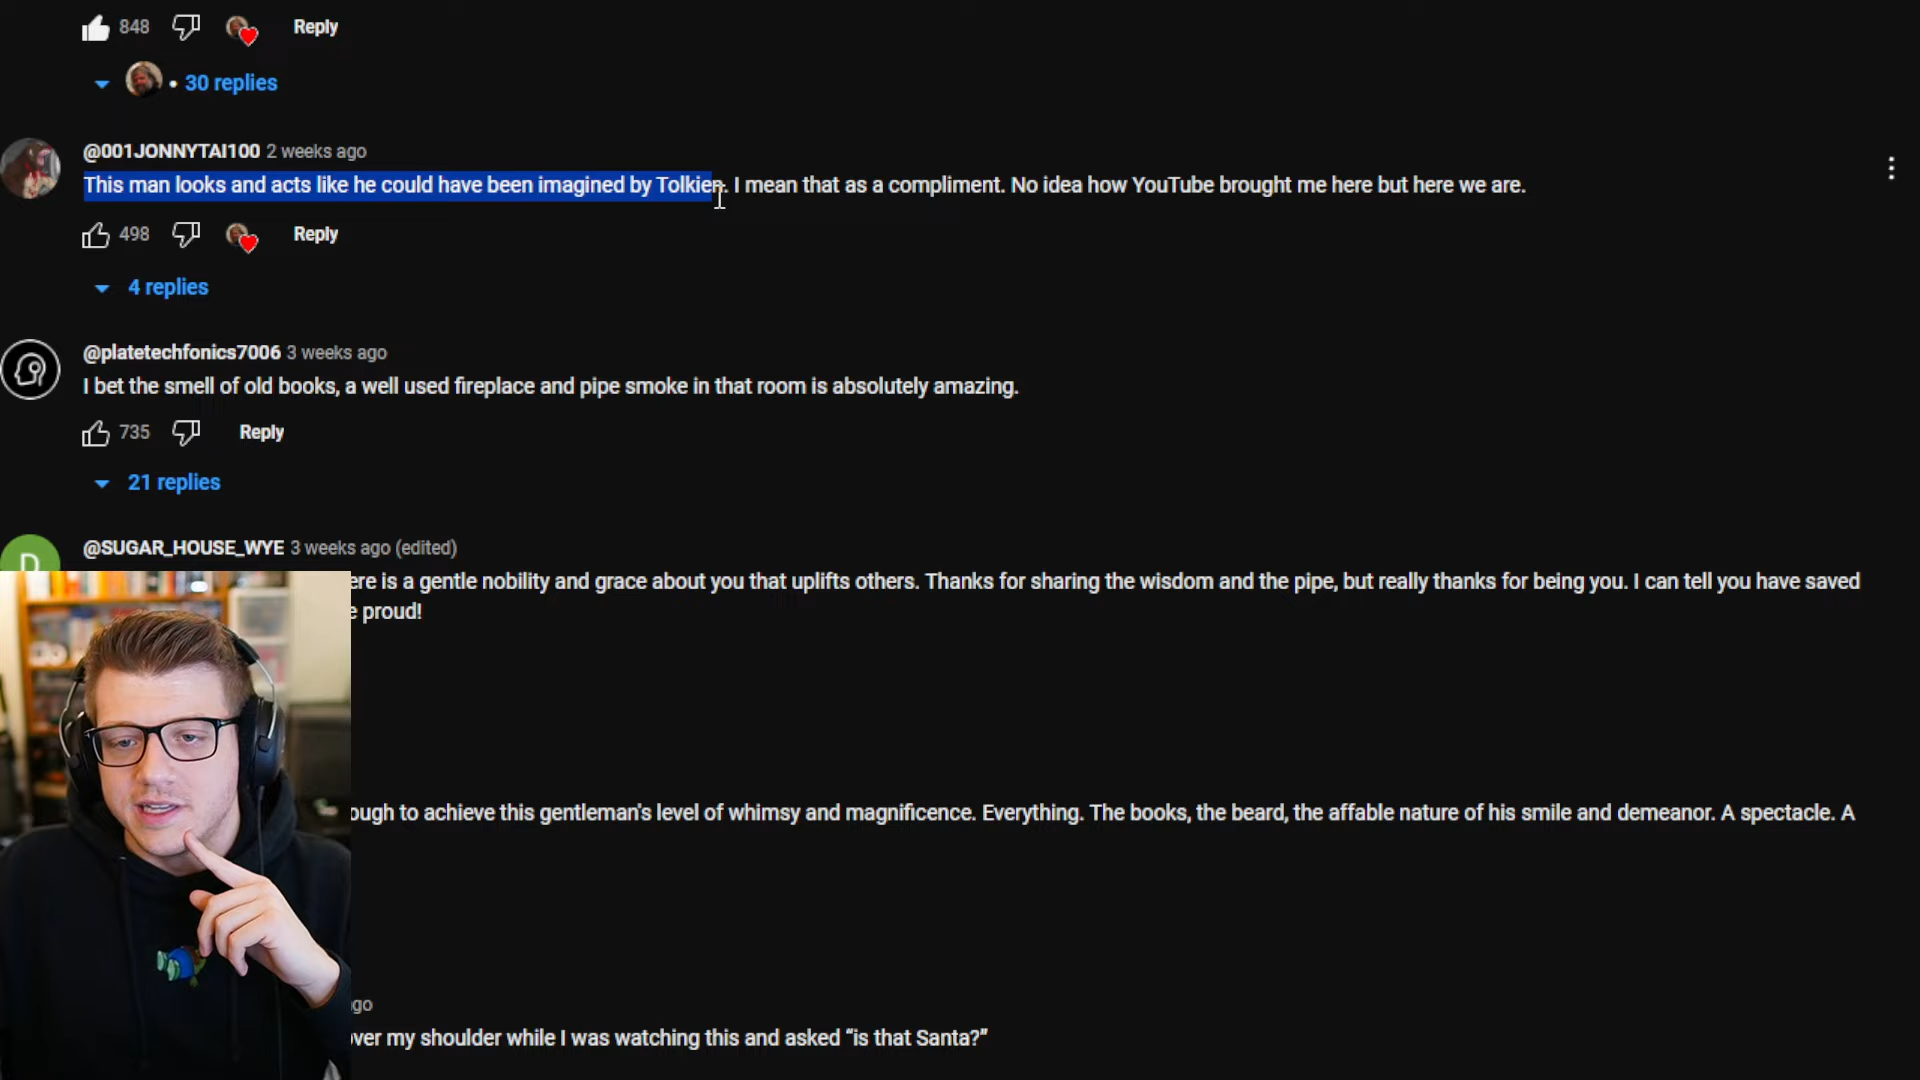 848 Reply
• 30 replies
@001JONNYTAI100 2 weeks ago
This man looks and acts like he could have been imagined by Tolkien. I mean that as a compliment. No idea how YouTube brought me here but here we are.
498 Reply
4 replies
@platetechfonics7006 3 weeks ago
I bet the smell of old books, a well used fireplace and pipe smoke in that room is absolutely amazing.
735 Reply
21 replies
D
@SUGAR_HOUSE_WYE 3 weeks ago (edited)
is a gentle nobility and grace about you that uplifts others. Thanks for sharing the wisdom and the pipe, but really thanks for being you. I can tell you have saved
proud!
to achieve this gentleman's level of whimsy and magnificence. Everything. The books, the beard, the affable nature of his smile and demeanor. A spectacle. A
my shoulder while I was watching this and asked “is that Santa?”